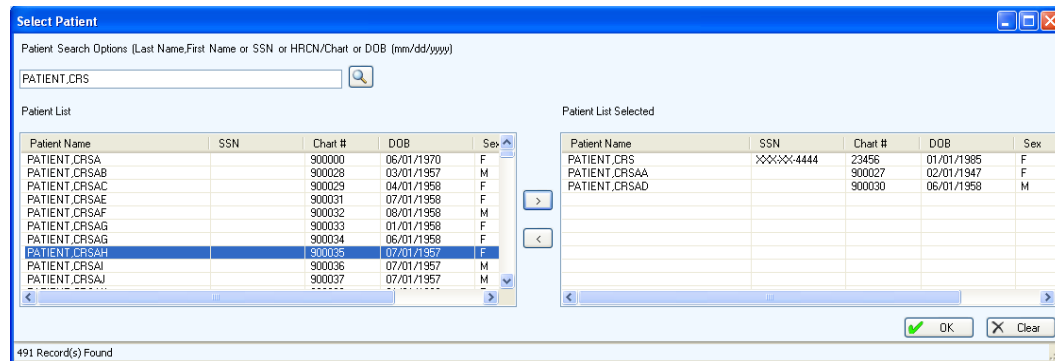 Select Patient
Patient Search Options (Last Name,First Name or SSN or HRCN/Chart or DOB (mm/dd/yyyy)
PATIENT,CRS
Patient List
Patient Name SSN Chart # DOB Sex
PATIENT,CRSA 900000 06/01/1970 F
PATIENT,CRSAB 900028 03/01/1957 M
PATIENT,CRSAC 900029 04/01/1958 F
PATIENT,CRSAE 900031 07/01/1958 F
PATIENT,CRSAF 900032 08/01/1958 M
PATIENT,CRSAG 900033 01/01/1958 F
PATIENT,CRSAG 900034 06/01/1958 F
PATIENT,CRSAH 900035 07/01/1957 F
PATIENT,CRSAI 900036 07/01/1957 M
PATIENT,CRSAJ 900037 07/01/1957 M
>
<
Patient List Selected
Patient Name SSN Chart # DOB Sex
PATIENT,CRS XXX-XX-4444 23456 01/01/1985 F
PATIENT,CRSAA 900027 02/01/1947 F
PATIENT,CRSAD 900030 06/01/1958 M
OK Clear
491 Record(s) Found